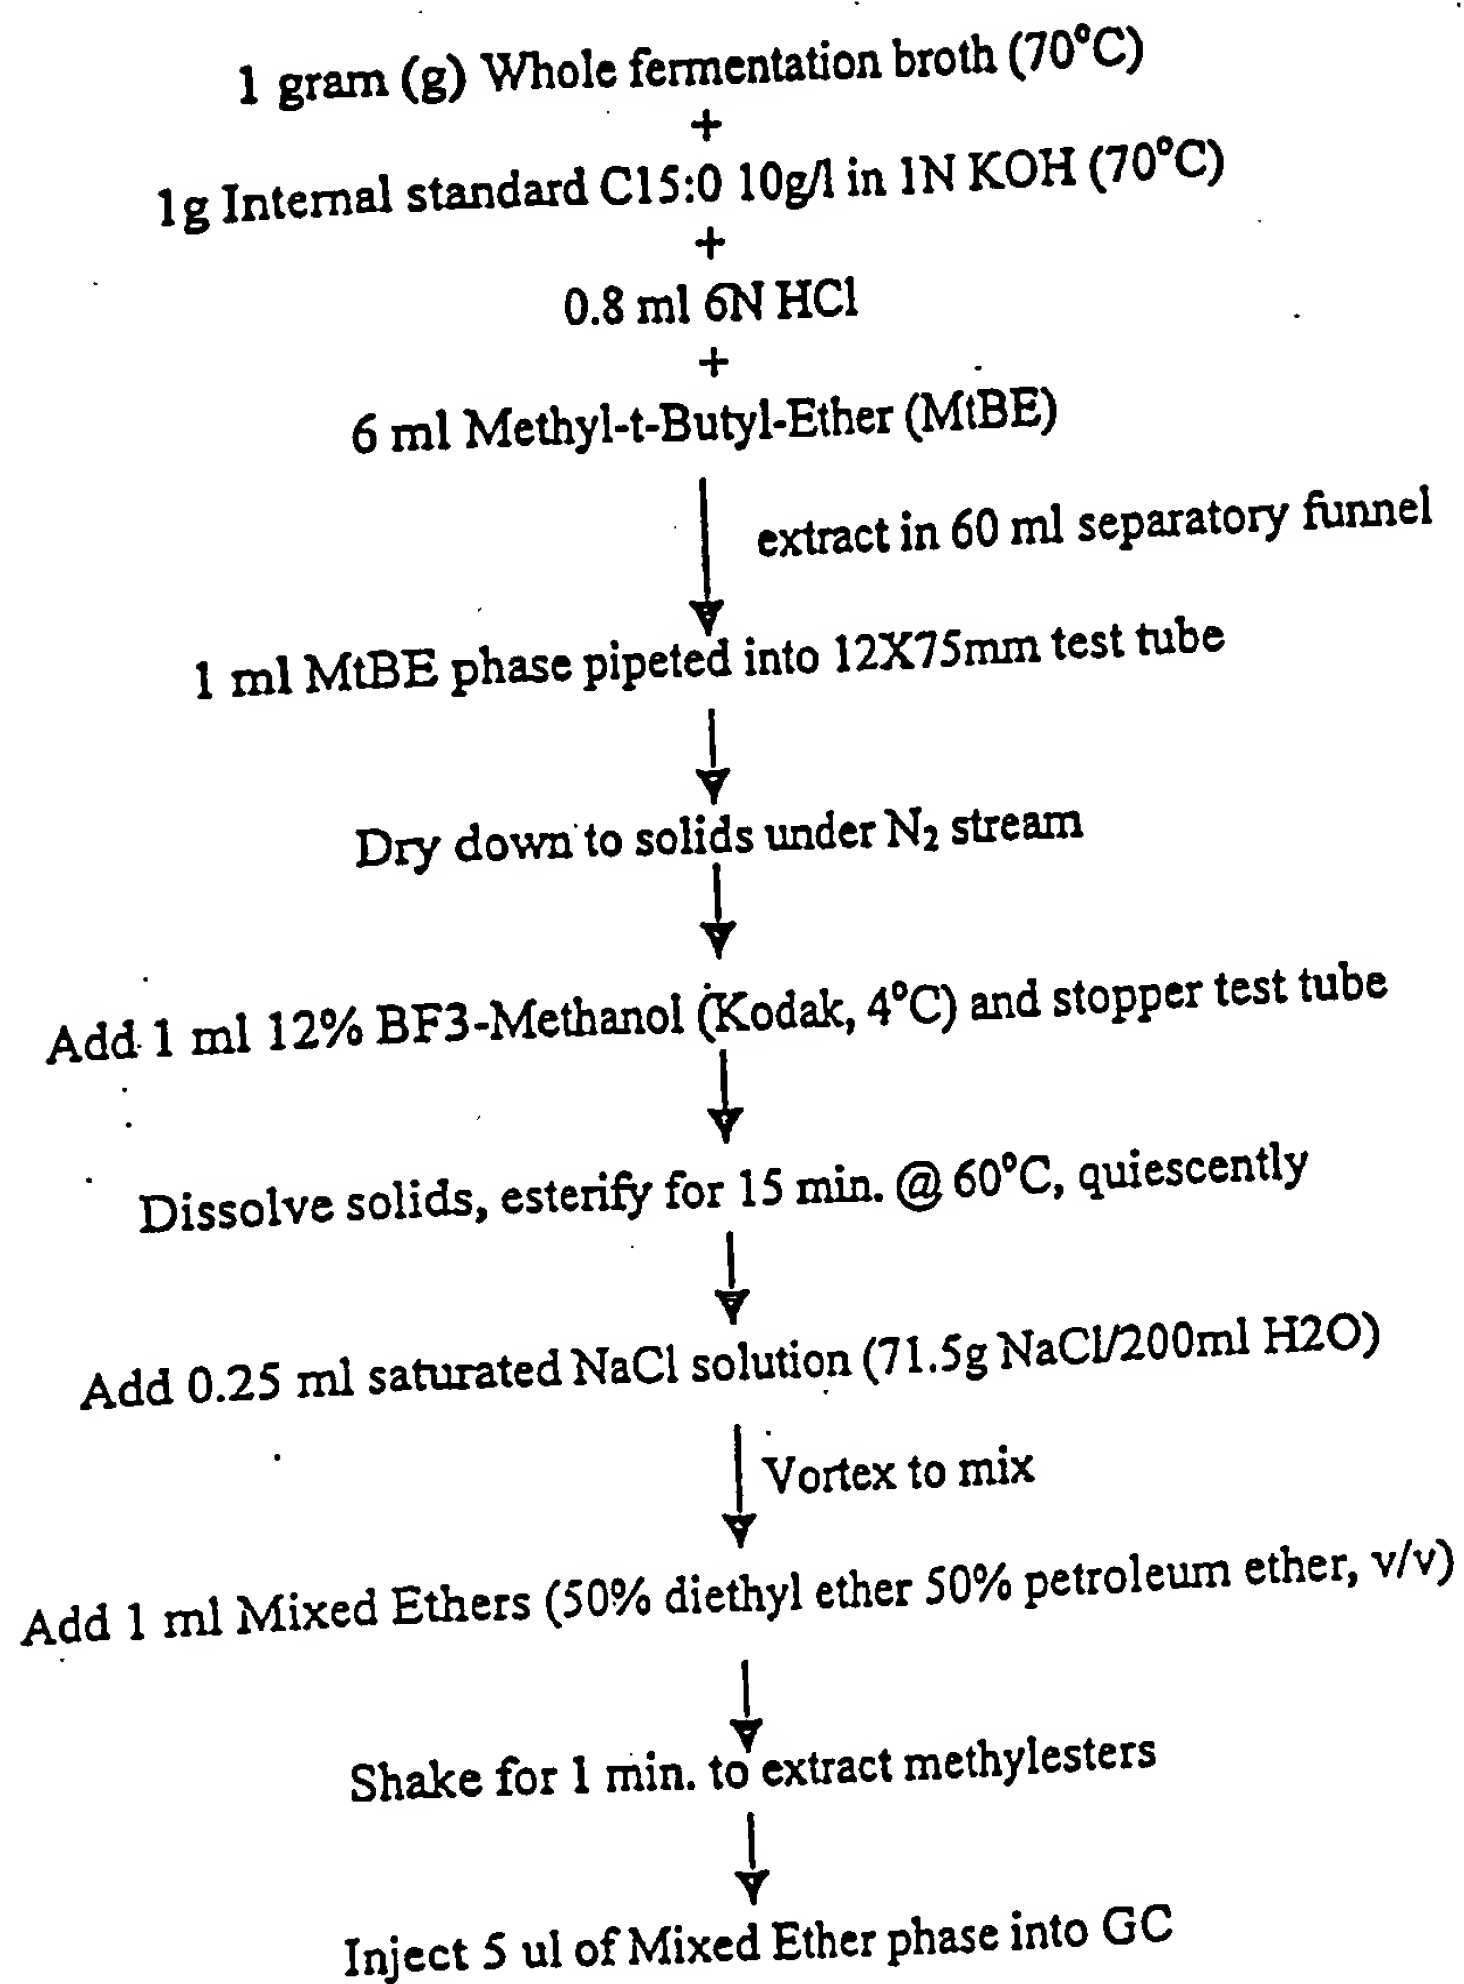 1 gram (g) Whole fermentation broth (70°C)
+
1g Internal standard C15:0 10g/l in 1N KOH (70°C)
+
0.8 ml 6N HCl
+
6 ml Methyl-t-Butyl-Ether (MtBE)
extract in 60 ml separatory funnel
1 ml MtBE phase pipeted into 12X75mm test tube
Dry down to solids under N₂ stream
Add 1 ml 12% BF3-Methanol (Kodak, 4°C) and stopper test tube
Dissolve solids, esterify for 15 min. @ 60°C, quiescently
Add 0.25 ml saturated NaCl solution (71.5g NaCl/200ml H2O)
Vortex to mix
Add 1 ml Mixed Ethers (50% diethyl ether 50% petroleum ether, v/v)
Shake for 1 min. to extract methylesters
Inject 5 ul of Mixed Ether phase into GC